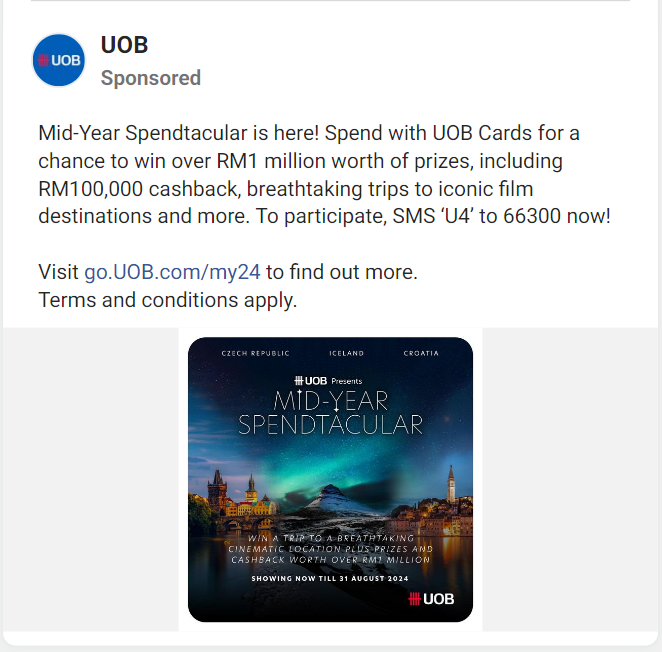 UOB
UOB
Sponsored
Mid-Year Spendtacular is here! Spend with UOB Cards for a
chance to win over RM1 million worth of prizes, including
RM100,000 cashback, breathtaking trips to iconic film
destinations and more. To participate, SMS ‘U4’ to 66300 now!
Visit go.UOB.com/my24 to find out more.
Terms and conditions apply.
CZECH REPUBLIC ICELAND CROATIA
UOB Presents
MID-YEAR
SPENDTACULAR
WIN A TRIP TO A BREATHTAKING
CINEMATIC LOCATION PLUS PRIZES AND
CASHBACK WORTH OVER RM1 MILLION
SHOWING NOW TILL 31 AUGUST 2024
UOB